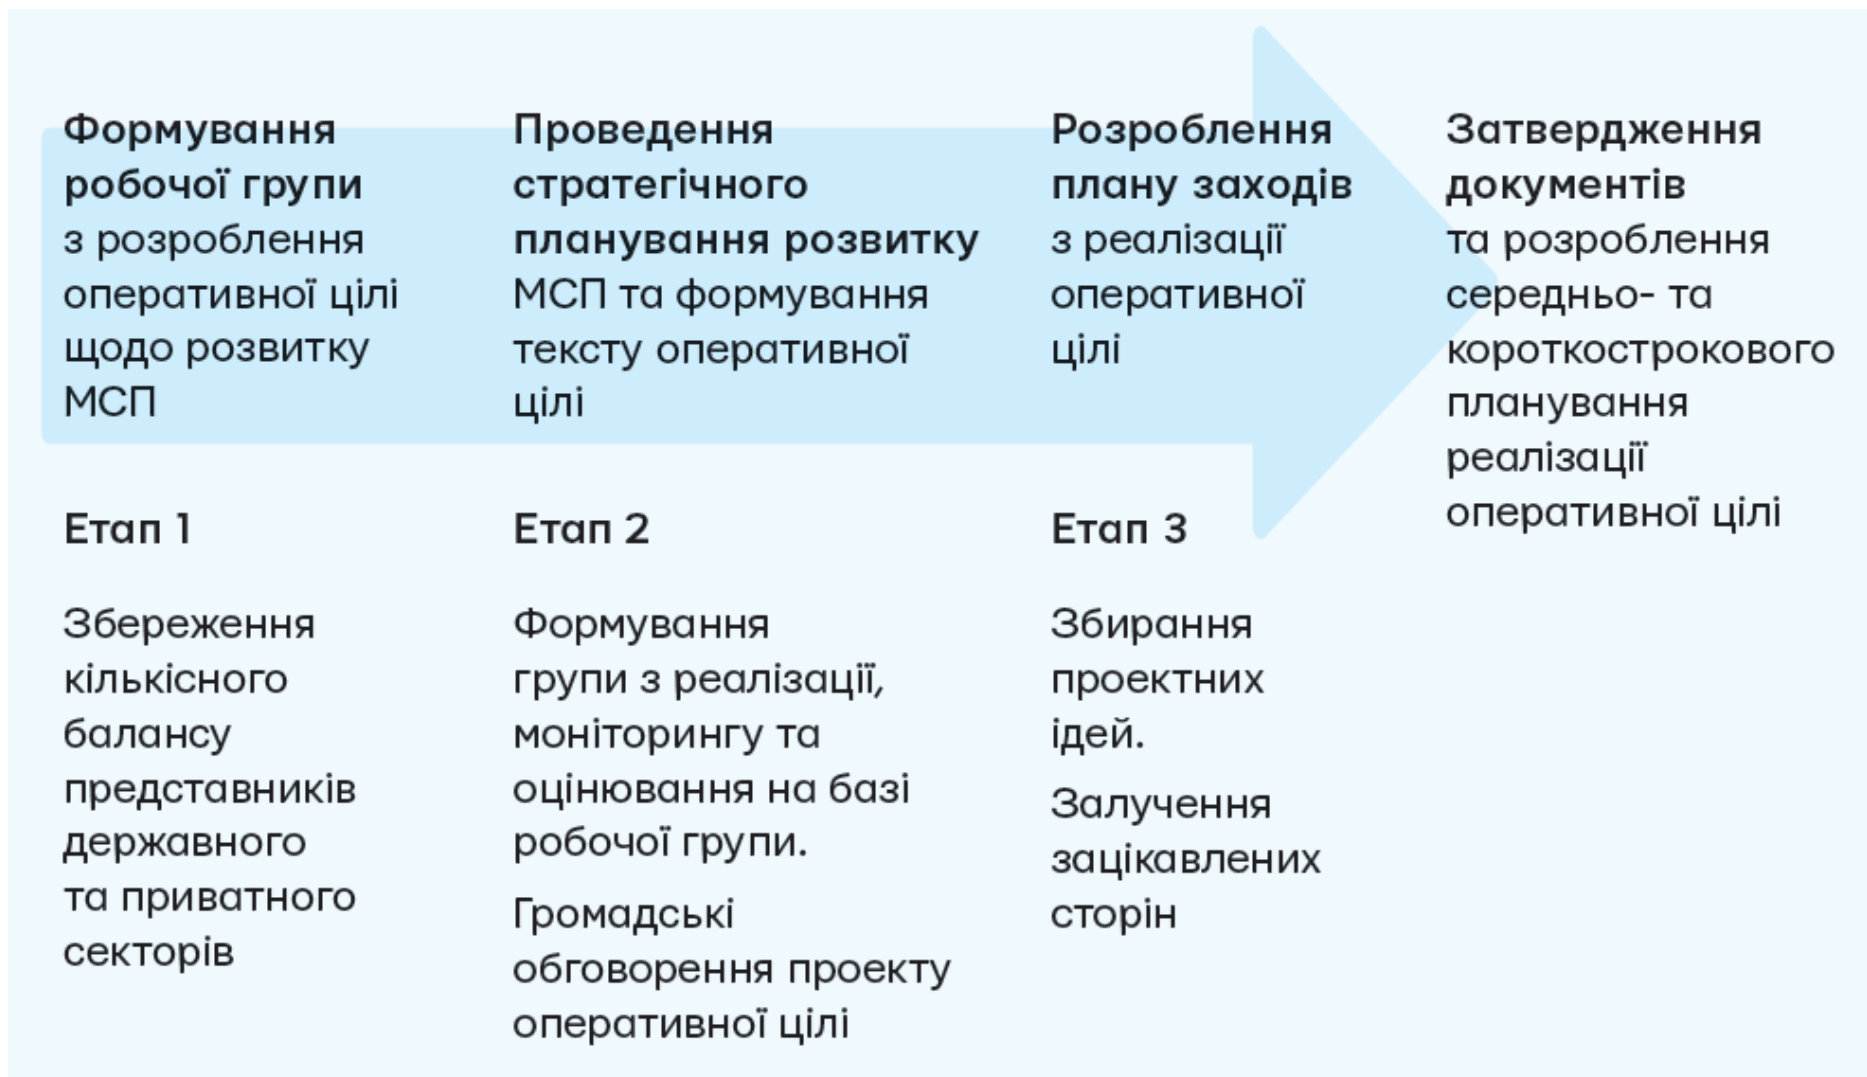 Формування
робочої групи
з розроблення
оперативної цілі
щодо розвитку
МСП
Проведення
стратегічного
планування розвитку
МСП та формування
тексту оперативної
цілі
Розроблення
плану заходів
з реалізації
оперативної
цілі
Затвердження
документів
та розроблення
середньо- та
короткострокового
планування
реалізації
оперативної цілі
Етап 1
Збереження
кількісного
балансу
представників
державного
та приватного
секторів
Етап 2
Формування
групи з реалізації,
моніторингу та
оцінювання на базі
робочої групи.
Громадські
обговорення проекту
оперативної цілі
Етап 3
Збирання
проектних
ідей.
Залучення
зацікавлених
сторін